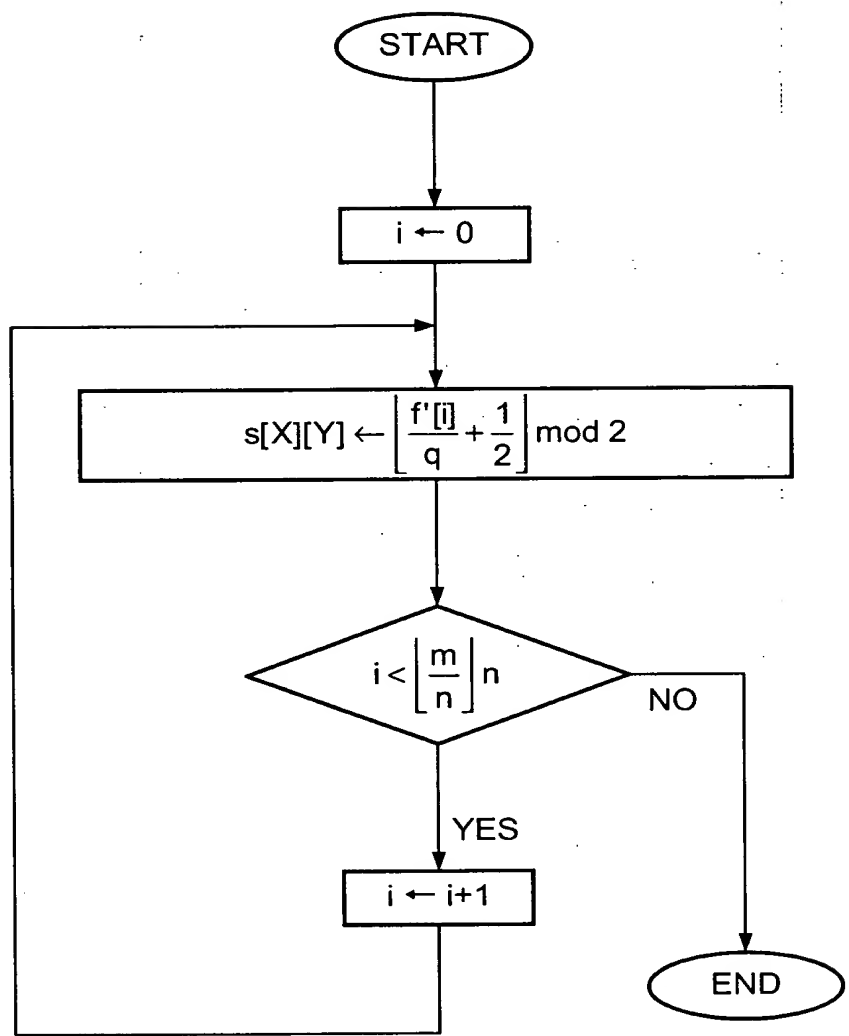 START
i ← 0
s[X][Y] ← ⌊ f'[i] / q + 1 / 2 ⌋ mod 2
i < ⌊ m / n ⌋ n
NO
YES
i ← i+1
END